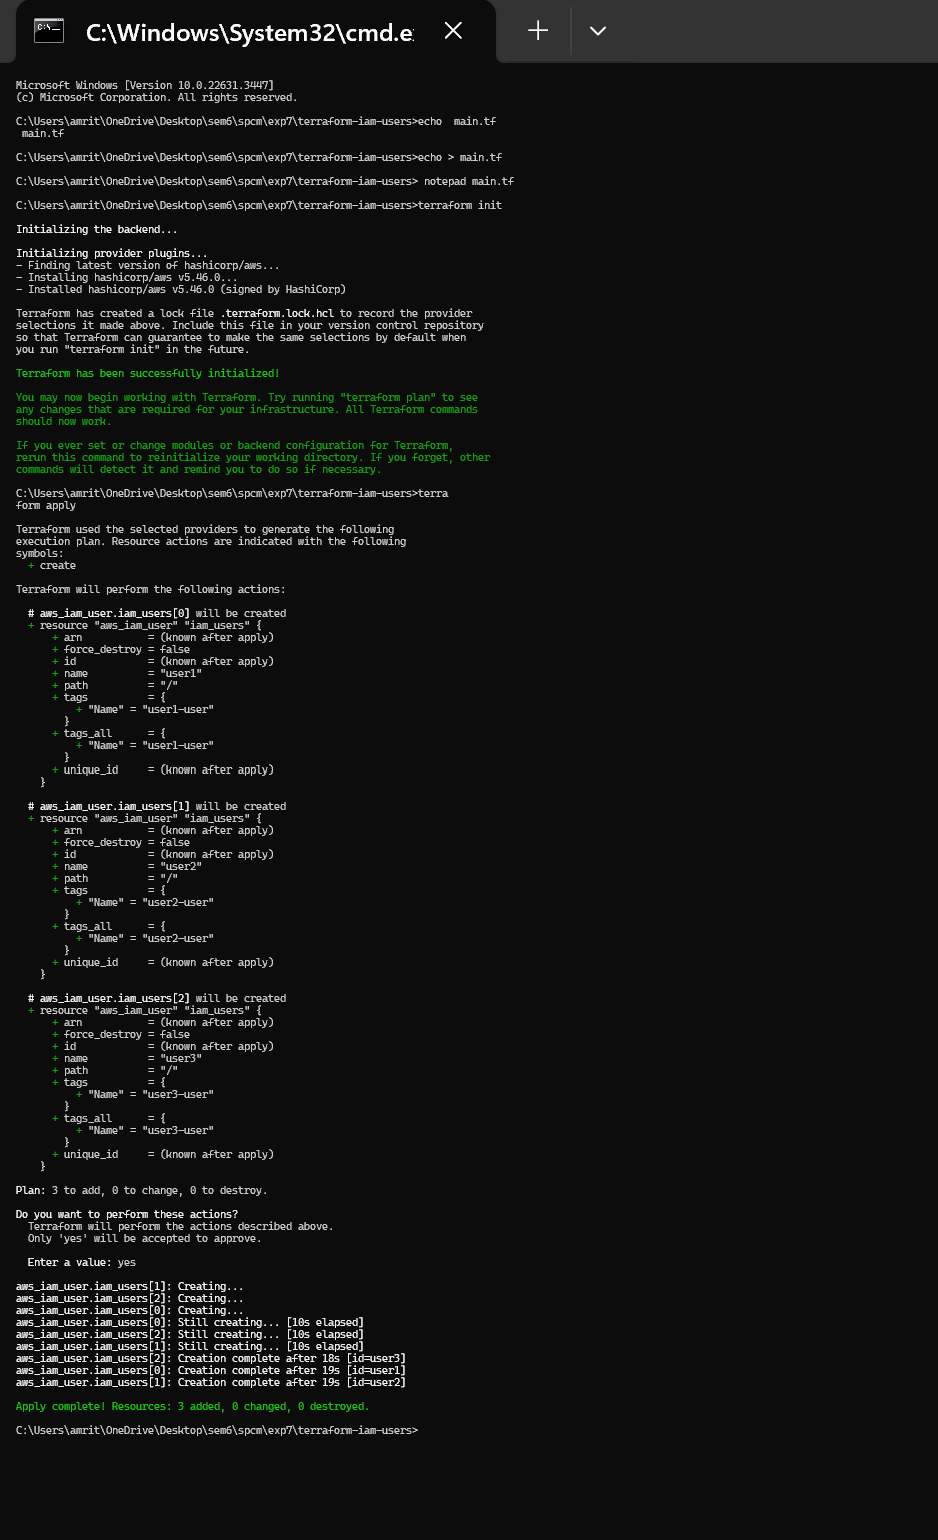 C:\Windows\System32\cmd.e
Microsoft Windows [Version 10.0.22631.3447]
(c) Microsoft Corporation. All rights reserved.
C:\Users\amrit\OneDrive\Desktop\sem6\spcm\exp7\terraform-iam-users>echo  main.tf
 main.tf
C:\Users\amrit\OneDrive\Desktop\sem6\spcm\exp7\terraform-iam-users>echo > main.tf
C:\Users\amrit\OneDrive\Desktop\sem6\spcm\exp7\terraform-iam-users> notepad main.tf
C:\Users\amrit\OneDrive\Desktop\sem6\spcm\exp7\terraform-iam-users>terraform init
Initializing the backend...
Initializing provider plugins...
- Finding latest version of hashicorp/aws...
- Installing hashicorp/aws v5.46.0...
- Installed hashicorp/aws v5.46.0 (signed by HashiCorp)
Terraform has created a lock file .terraform.lock.hcl to record the provider
selections it made above. Include this file in your version control repository
so that Terraform can guarantee to make the same selections by default when
you run "terraform init" in the future.
Terraform has been successfully initialized!
You may now begin working with Terraform. Try running "terraform plan" to see
any changes that are required for your infrastructure. All Terraform commands
should now work.
If you ever set or change modules or backend configuration for Terraform,
rerun this command to reinitialize your working directory. If you forget, other
commands will detect it and remind you to do so if necessary.
C:\Users\amrit\OneDrive\Desktop\sem6\spcm\exp7\terraform-iam-users>terra
form apply
Terraform used the selected providers to generate the following
execution plan. Resource actions are indicated with the following
symbols:
  + create
Terraform will perform the following actions:
  # aws_iam_user.iam_users[0] will be created
  + resource "aws_iam_user" "iam_users" {
      + arn           = (known after apply)
      + force_destroy = false
      + id            = (known after apply)
      + name          = "user1"
      + path          = "/"
      + tags          = {
          + "Name" = "user1-user"
        }
      + tags_all      = {
          + "Name" = "user1-user"
        }
      + unique_id     = (known after apply)
    }
  # aws_iam_user.iam_users[1] will be created
  + resource "aws_iam_user" "iam_users" {
      + arn           = (known after apply)
      + force_destroy = false
      + id            = (known after apply)
      + name          = "user2"
      + path          = "/"
      + tags          = {
          + "Name" = "user2-user"
        }
      + tags_all      = {
          + "Name" = "user2-user"
        }
      + unique_id     = (known after apply)
    }
  # aws_iam_user.iam_users[2] will be created
  + resource "aws_iam_user" "iam_users" {
      + arn           = (known after apply)
      + force_destroy = false
      + id            = (known after apply)
      + name          = "user3"
      + path          = "/"
      + tags          = {
          + "Name" = "user3-user"
        }
      + tags_all      = {
          + "Name" = "user3-user"
        }
      + unique_id     = (known after apply)
    }
Plan: 3 to add, 0 to change, 0 to destroy.
Do you want to perform these actions?
  Terraform will perform the actions described above.
  Only 'yes' will be accepted to approve.
  Enter a value: yes
aws_iam_user.iam_users[1]: Creating...
aws_iam_user.iam_users[2]: Creating...
aws_iam_user.iam_users[0]: Creating...
aws_iam_user.iam_users[0]: Still creating... [10s elapsed]
aws_iam_user.iam_users[2]: Still creating... [10s elapsed]
aws_iam_user.iam_users[1]: Still creating... [10s elapsed]
aws_iam_user.iam_users[2]: Creation complete after 18s [id=user3]
aws_iam_user.iam_users[0]: Creation complete after 19s [id=user1]
aws_iam_user.iam_users[1]: Creation complete after 19s [id=user2]
Apply complete! Resources: 3 added, 0 changed, 0 destroyed.
C:\Users\amrit\OneDrive\Desktop\sem6\spcm\exp7\terraform-iam-users>